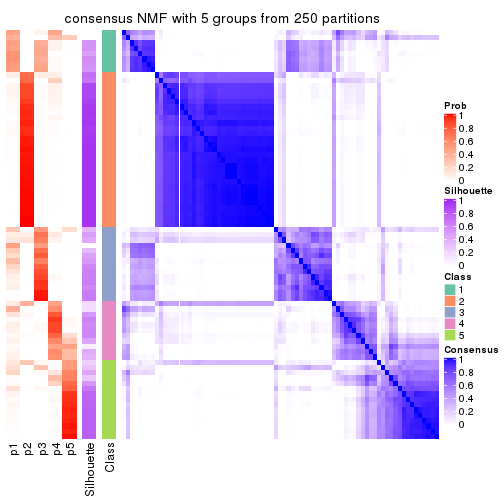 consensus NMF with 5 groups from 250 partitions
Prob
1
0.8
0.6
0.4
0.2
0
Silhouette
1
0.8
0.6
0.4
0.2
0
Class
1
2
3
4
5
Consensus
1
0.8
0.6
0.4
0.2
0
p1
p2
p3
p4
p5
Silhouette
Class